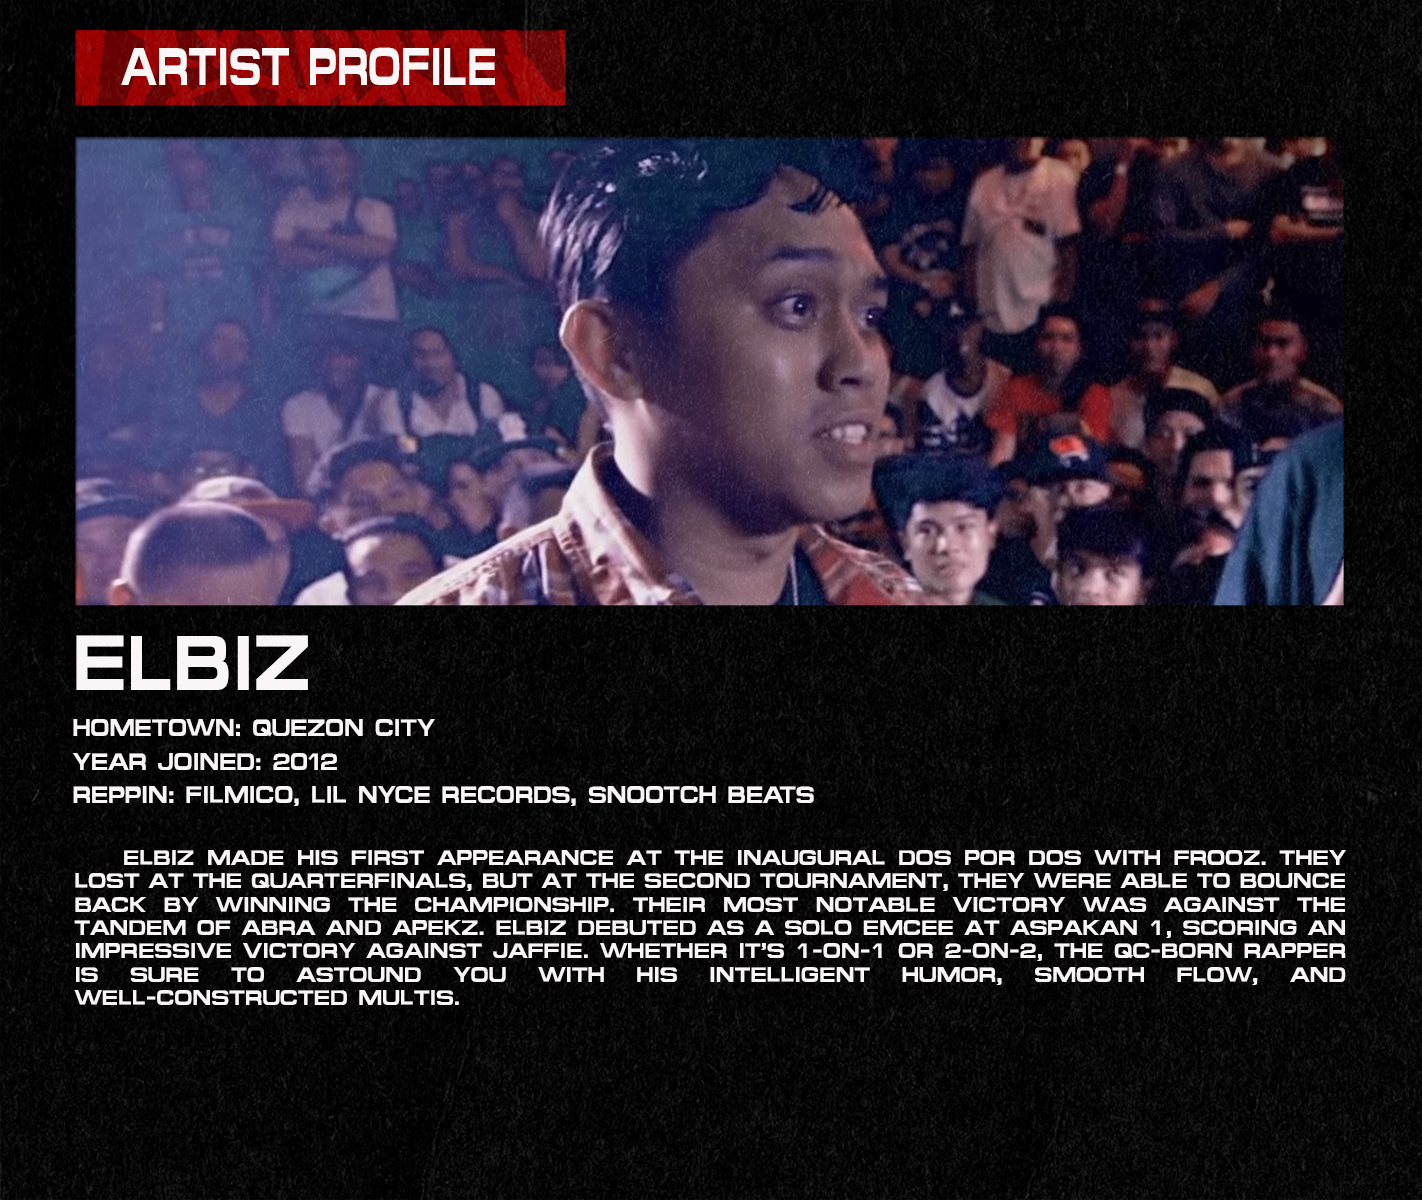 ARTIST PROFILE
ELBIZ
HOMETOWN: QUEZON CITY
YEAR JOINED: 2012
REPPIN: FILMICO, LIL NYCE RECORDS, SNOOTCH BEATS
ELBIZ MADE HIS FIRST APPEARANCE AT THE INAUGURAL DOS POR DOS WITH FROOZ. THEY
LOST AT THE QUARTERFINALS, BUT AT THE SECOND TOURNAMENT, THEY WERE ABLE TO BOUNCE
BACK BY WINNING THE CHAMPIONSHIP. THEIR MOST NOTABLE VICTORY WAS AGAINST THE
TANDEM OF ABRA AND APEKZ. ELBIZ DEBUTED AS A SOLO EMCEE AT ASPAKAN 1, SCORING AN
IMPRESSIVE VICTORY AGAINST JAFFIE. WHETHER IT'S 1-ON-1 OR 2-ON-2, THE QC-BORN RAPPER
IS SURE TO ASTOUND YOU WITH HIS INTELLIGENT HUMOR, SMOOTH FLOW, AND
WELL-CONSTRUCTED MULTIS.